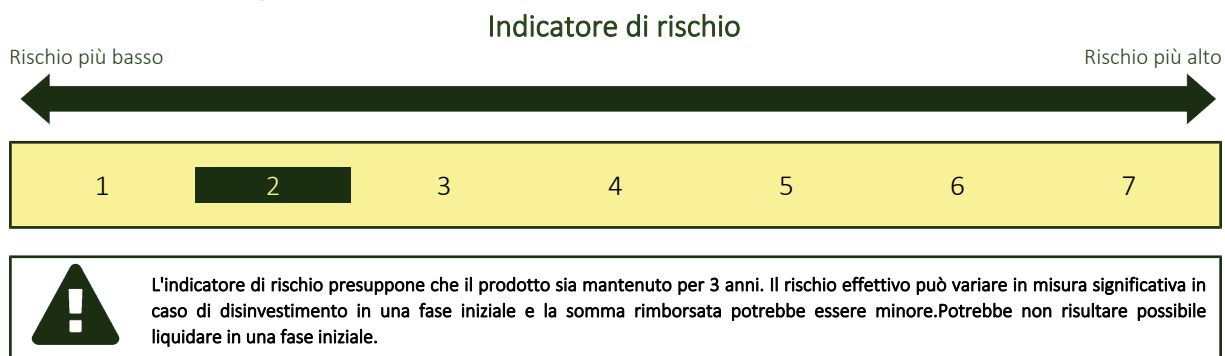 Indicatore di rischio
Rischio più basso
Rischio più alto
1 2 3 4 5 6 7
L'indicatore di rischio presuppone che il prodotto sia mantenuto per 3 anni. Il rischio effettivo può variare in misura significativa in
caso di disinvestimento in una fase iniziale e la somma rimborsata potrebbe essere minore.Potrebbe non risultare possibile
liquidare in una fase iniziale.